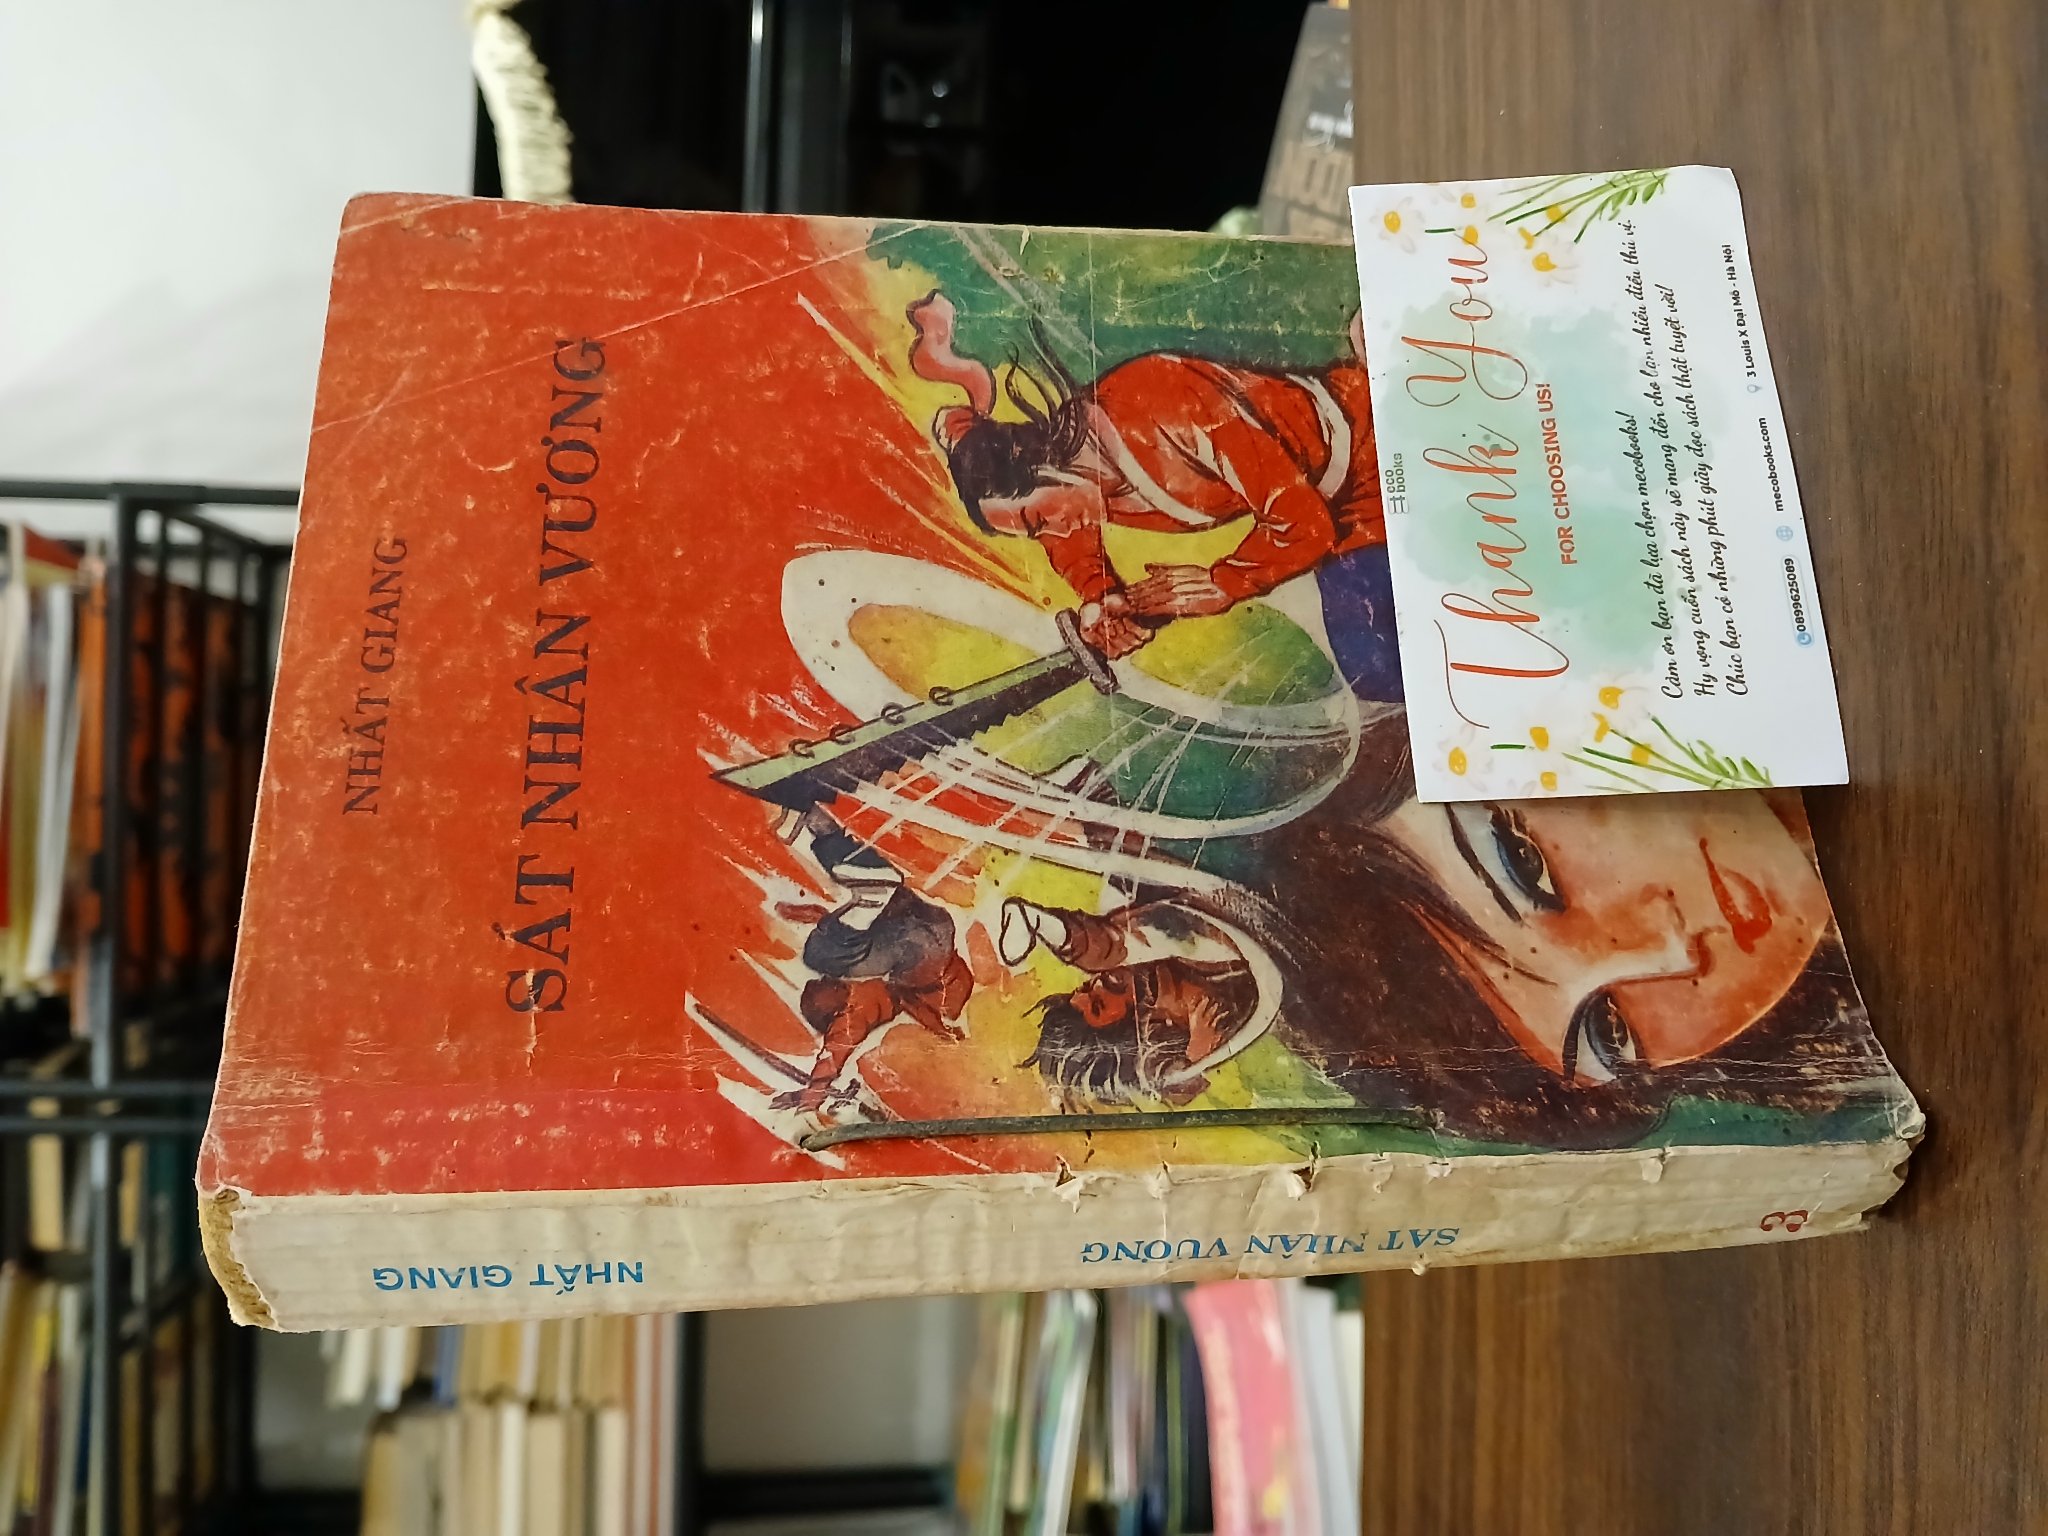 NHẤT GIANG
SÁT NHÂN VƯƠNG
NHẤT GIANG
SÁT NHÂN VƯƠNG
3
ecco
books
Thank You
FOR CHOOSING US!
Cảm ơn bạn đã lựa chọn mecobooks!
Hy vọng cuốn sách này sẽ mang đến cho bạn nhiều điều thú vị.
Chúc bạn có những phút giây đọc sách thật tuyệt vời!
0899625089 mecobooks.com 3 Louis X Đại Mỗ - Hà Nội